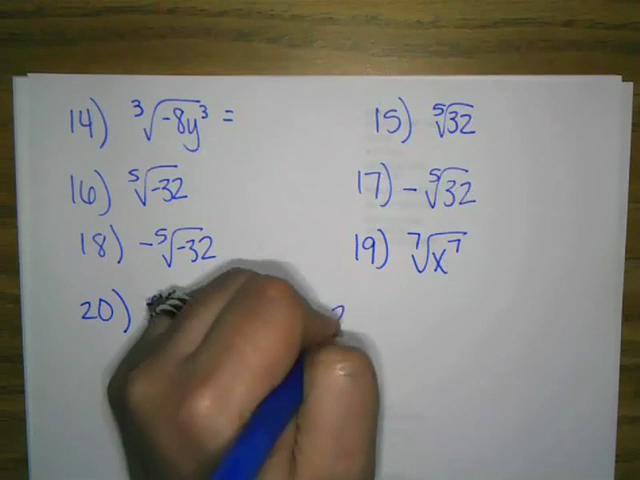 14) ∛(-8y³) =
15) ⁵√32
16) ⁵√-32
17) -⁵√32
18) -⁵√-32
19) ⁷√x⁷
20)